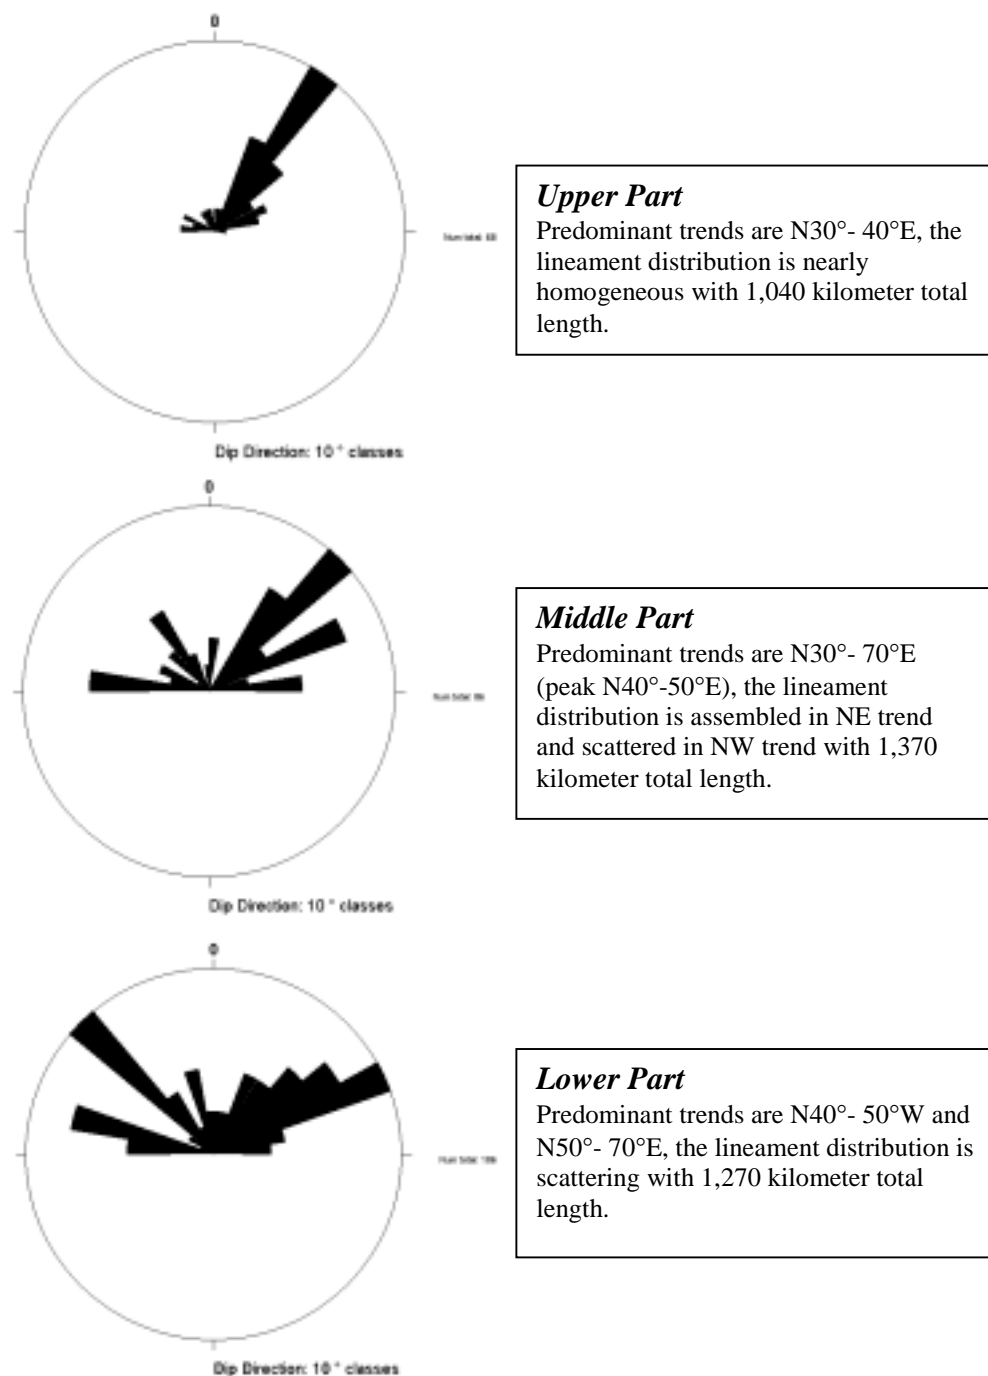 0
Dip Direction: 10 ° classes
Upper Part
Predominant trends are N30°- 40°E, the
lineament distribution is nearly
homogeneous with 1,040 kilometer total
length.
0
Dip Direction: 10 ° classes
Middle Part
Predominant trends are N30°- 70°E
(peak N40°-50°E), the lineament
distribution is assembled in NE trend
and scattered in NW trend with 1,370
kilometer total length.
0
Dip Direction: 10 ° classes
Lower Part
Predominant trends are N40°- 50°W and
N50°- 70°E, the lineament distribution is
scattering with 1,270 kilometer total
length.